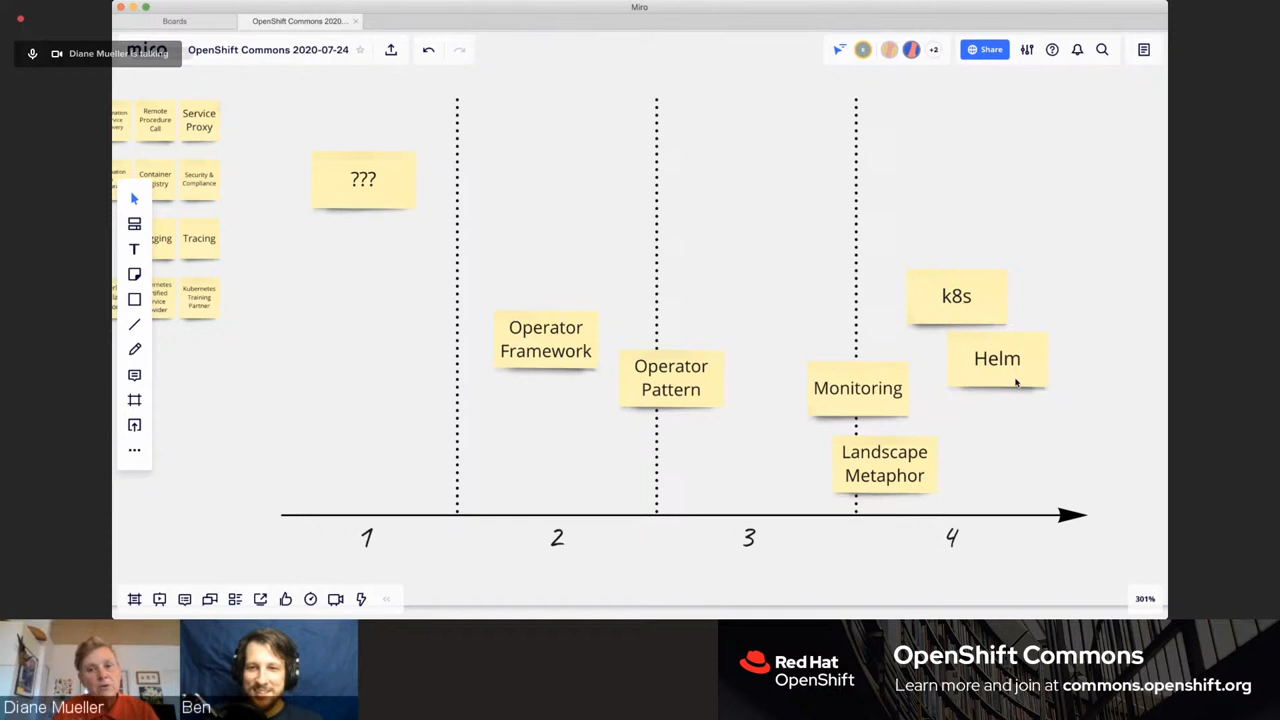 Miro
Boards
OpenShift Commons 2020...
Diane Mueller is talking
miro
OpenShift Commons 2020-07-24
+2
Share
Remote
Procedure
Call
Service
Proxy
???
Container
Security &
Compliance
Tracing
Kubernetes
Training
Partner
k8s
Operator
Framework
Helm
Operator
Pattern
Monitoring
Landscape
Metaphor
T
1
2
3
4
301%
Diane Mueller
Ben
Red Hat
OpenShift
OpenShift Commons
Learn more and join at commons.openshift.org